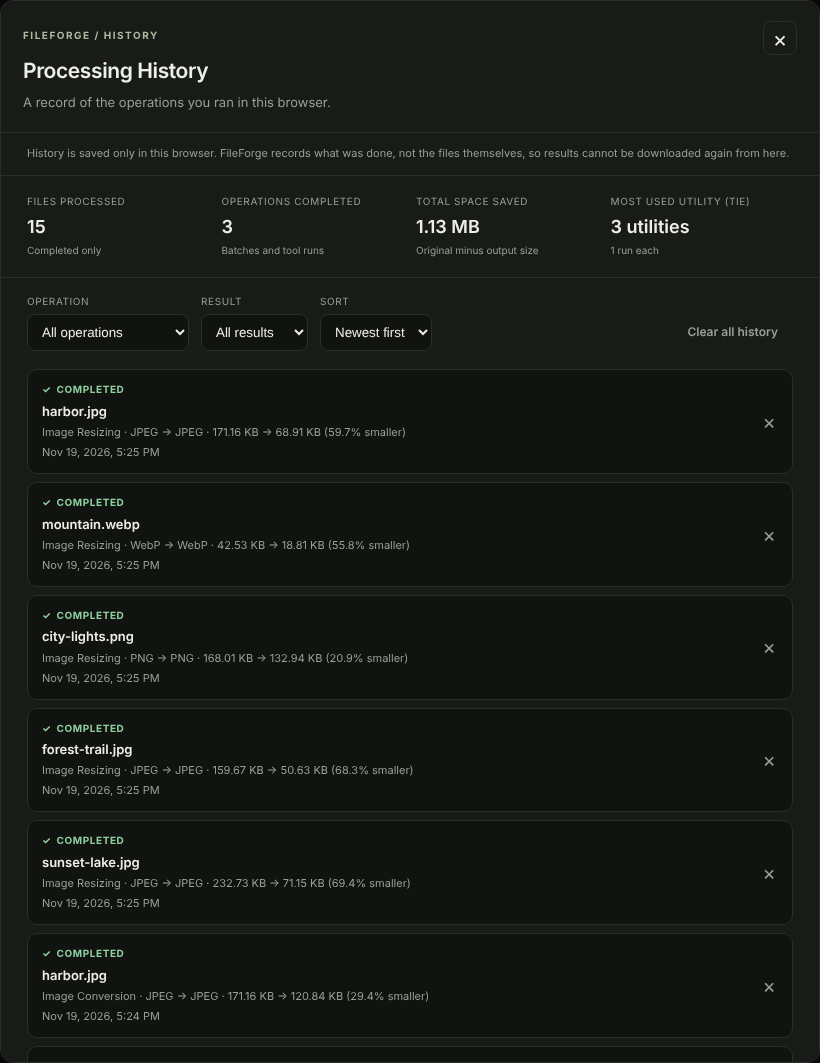 FILEFORGE / HISTORY
Processing History
A record of the operations you ran in this browser.
History is saved only in this browser. FileForge records what was done, not the files themselves, so results cannot be downloaded again from here.
FILES PROCESSED
15
Completed only
OPERATIONS COMPLETED
3
Batches and tool runs
TOTAL SPACE SAVED
1.13 MB
Original minus output size
MOST USED UTILITY (TIE)
3 utilities
1 run each
OPERATION
All operations
RESULT
All results
SORT
Newest first
Clear all history
✓ COMPLETED
harbor.jpg
Image Resizing · JPEG → JPEG · 171.16 KB → 68.91 KB (59.7% smaller)
Nov 19, 2026, 5:25 PM
✓ COMPLETED
mountain.webp
Image Resizing · WebP → WebP · 42.53 KB → 18.81 KB (55.8% smaller)
Nov 19, 2026, 5:25 PM
✓ COMPLETED
city-lights.png
Image Resizing · PNG → PNG · 168.01 KB → 132.94 KB (20.9% smaller)
Nov 19, 2026, 5:25 PM
✓ COMPLETED
forest-trail.jpg
Image Resizing · JPEG → JPEG · 159.67 KB → 50.63 KB (68.3% smaller)
Nov 19, 2026, 5:25 PM
✓ COMPLETED
sunset-lake.jpg
Image Resizing · JPEG → JPEG · 232.73 KB → 71.15 KB (69.4% smaller)
Nov 19, 2026, 5:25 PM
✓ COMPLETED
harbor.jpg
Image Conversion · JPEG → JPEG · 171.16 KB → 120.84 KB (29.4% smaller)
Nov 19, 2026, 5:24 PM